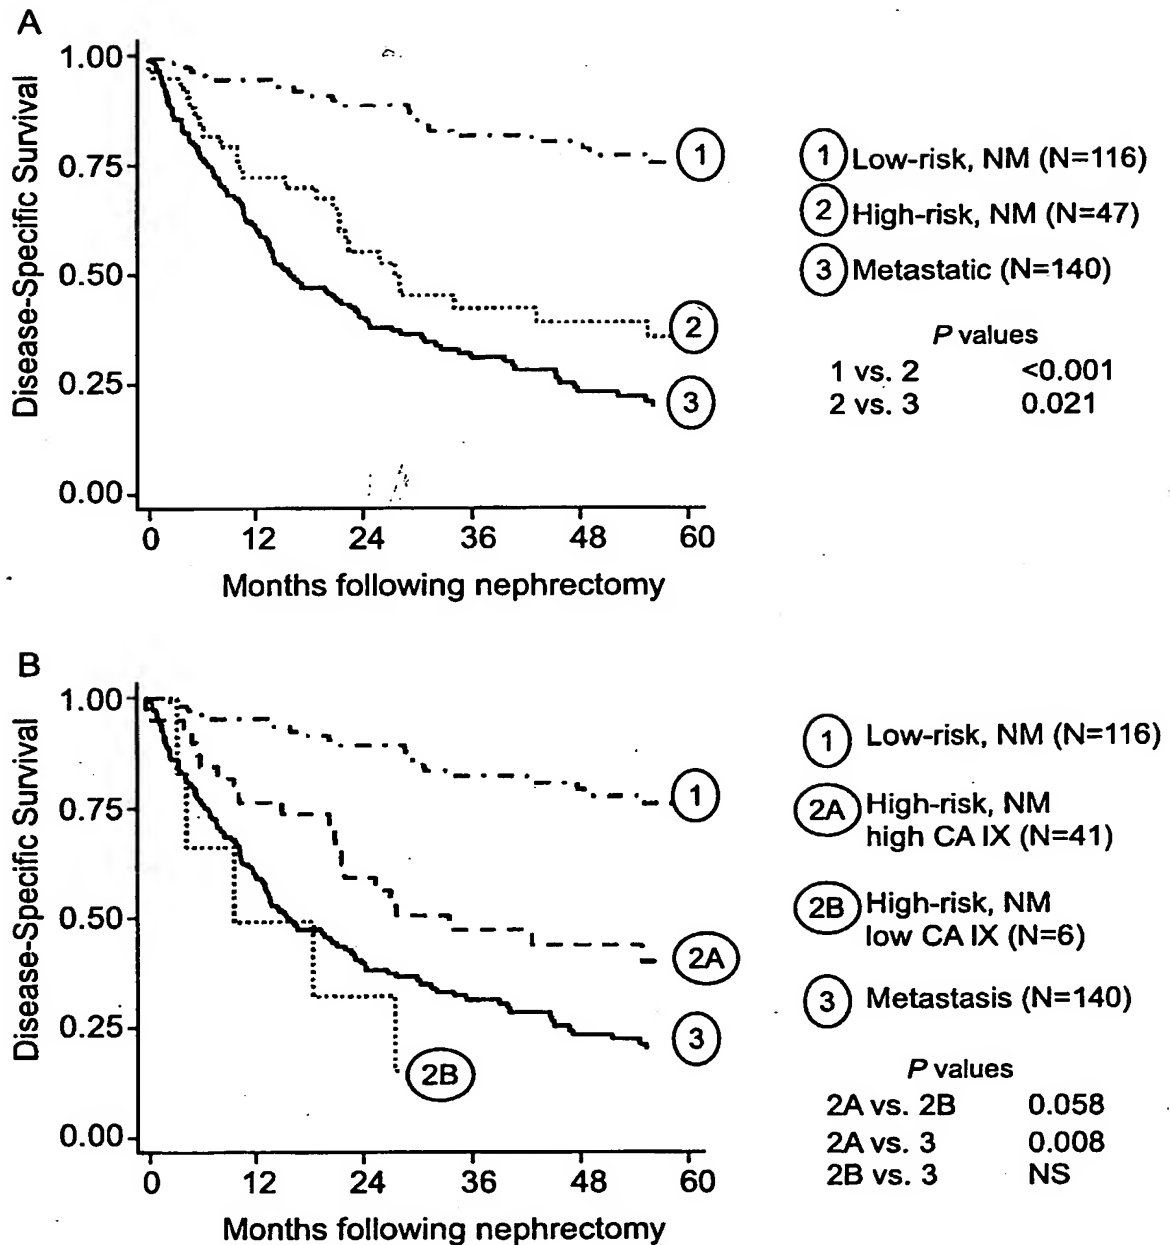 A
Disease-Specific Survival
1.00
0.75
0.50
0.25
0.00
0 12 24 36 48 60
Months following nephrectomy
1
2
3
1 Low-risk, NM (N=116)
2 High-risk, NM (N=47)
3 Metastatic (N=140)
P values
1 vs. 2 <0.001
2 vs. 3 0.021
B
Disease-Specific Survival
1.00
0.75
0.50
0.25
0.00
0 12 24 36 48 60
Months following nephrectomy
1
2A
3
2B
1 Low-risk, NM (N=116)
2A High-risk, NM
high CA IX (N=41)
2B High-risk, NM
low CA IX (N=6)
3 Metastasis (N=140)
P values
2A vs. 2B 0.058
2A vs. 3 0.008
2B vs. 3 NS